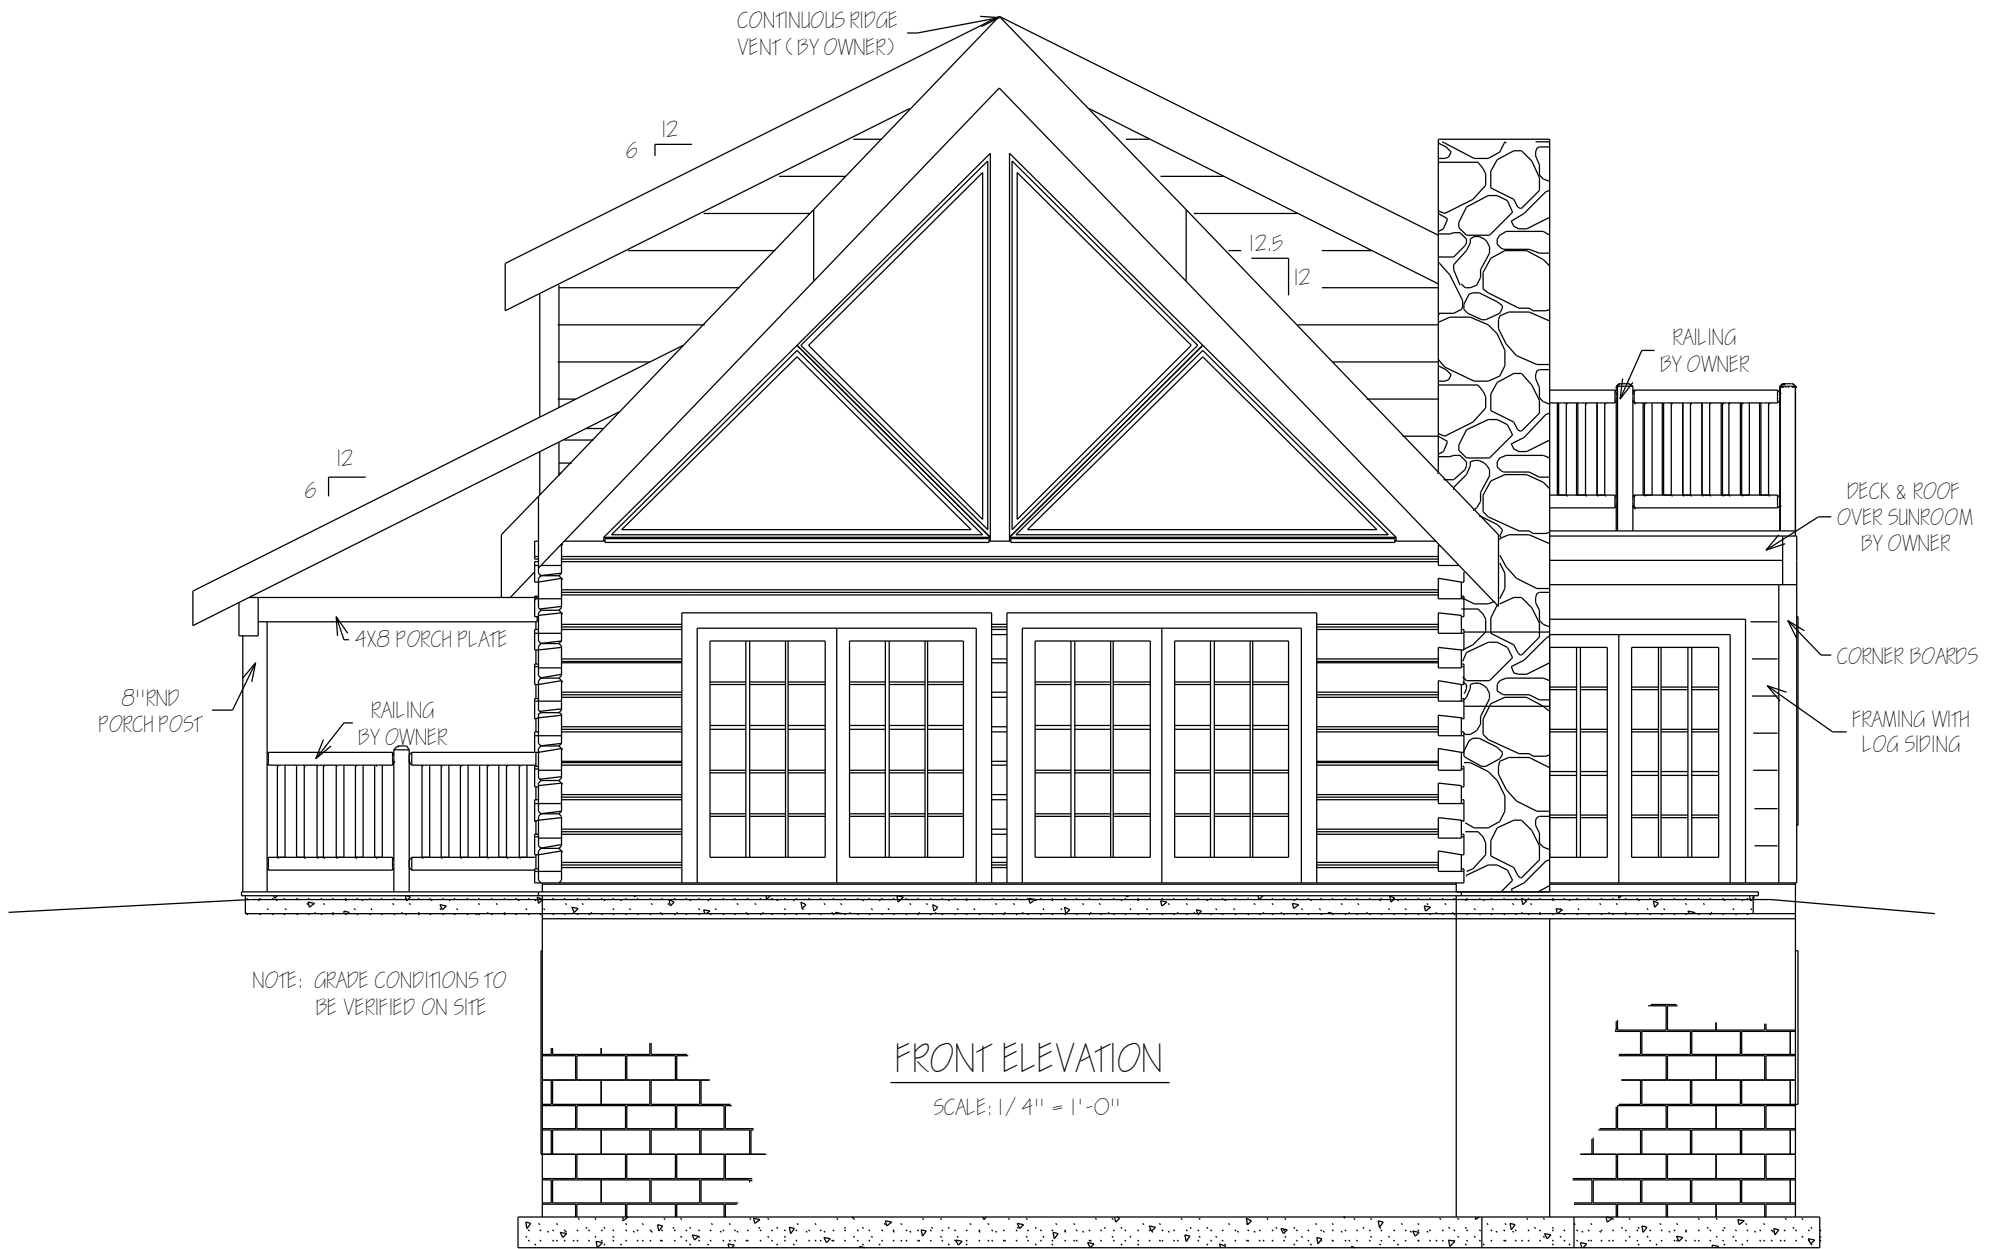 CONTINUOUS RIDGE
VENT ( BY OWNER)
12
6
12.5
12
RAILING
BY OWNER
12
6
DECK & ROOF
OVER SUNROOM
BY OWNER
4X8 PORCH PLATE
CORNER BOARDS
8"RND
PORCH POST
RAILING
BY OWNER
FRAMING WITH
LOG SIDING
NOTE: GRADE CONDITIONS TO
BE VERIFIED ON SITE
FRONT ELEVATION
SCALE: 1/4" = 1'-0"